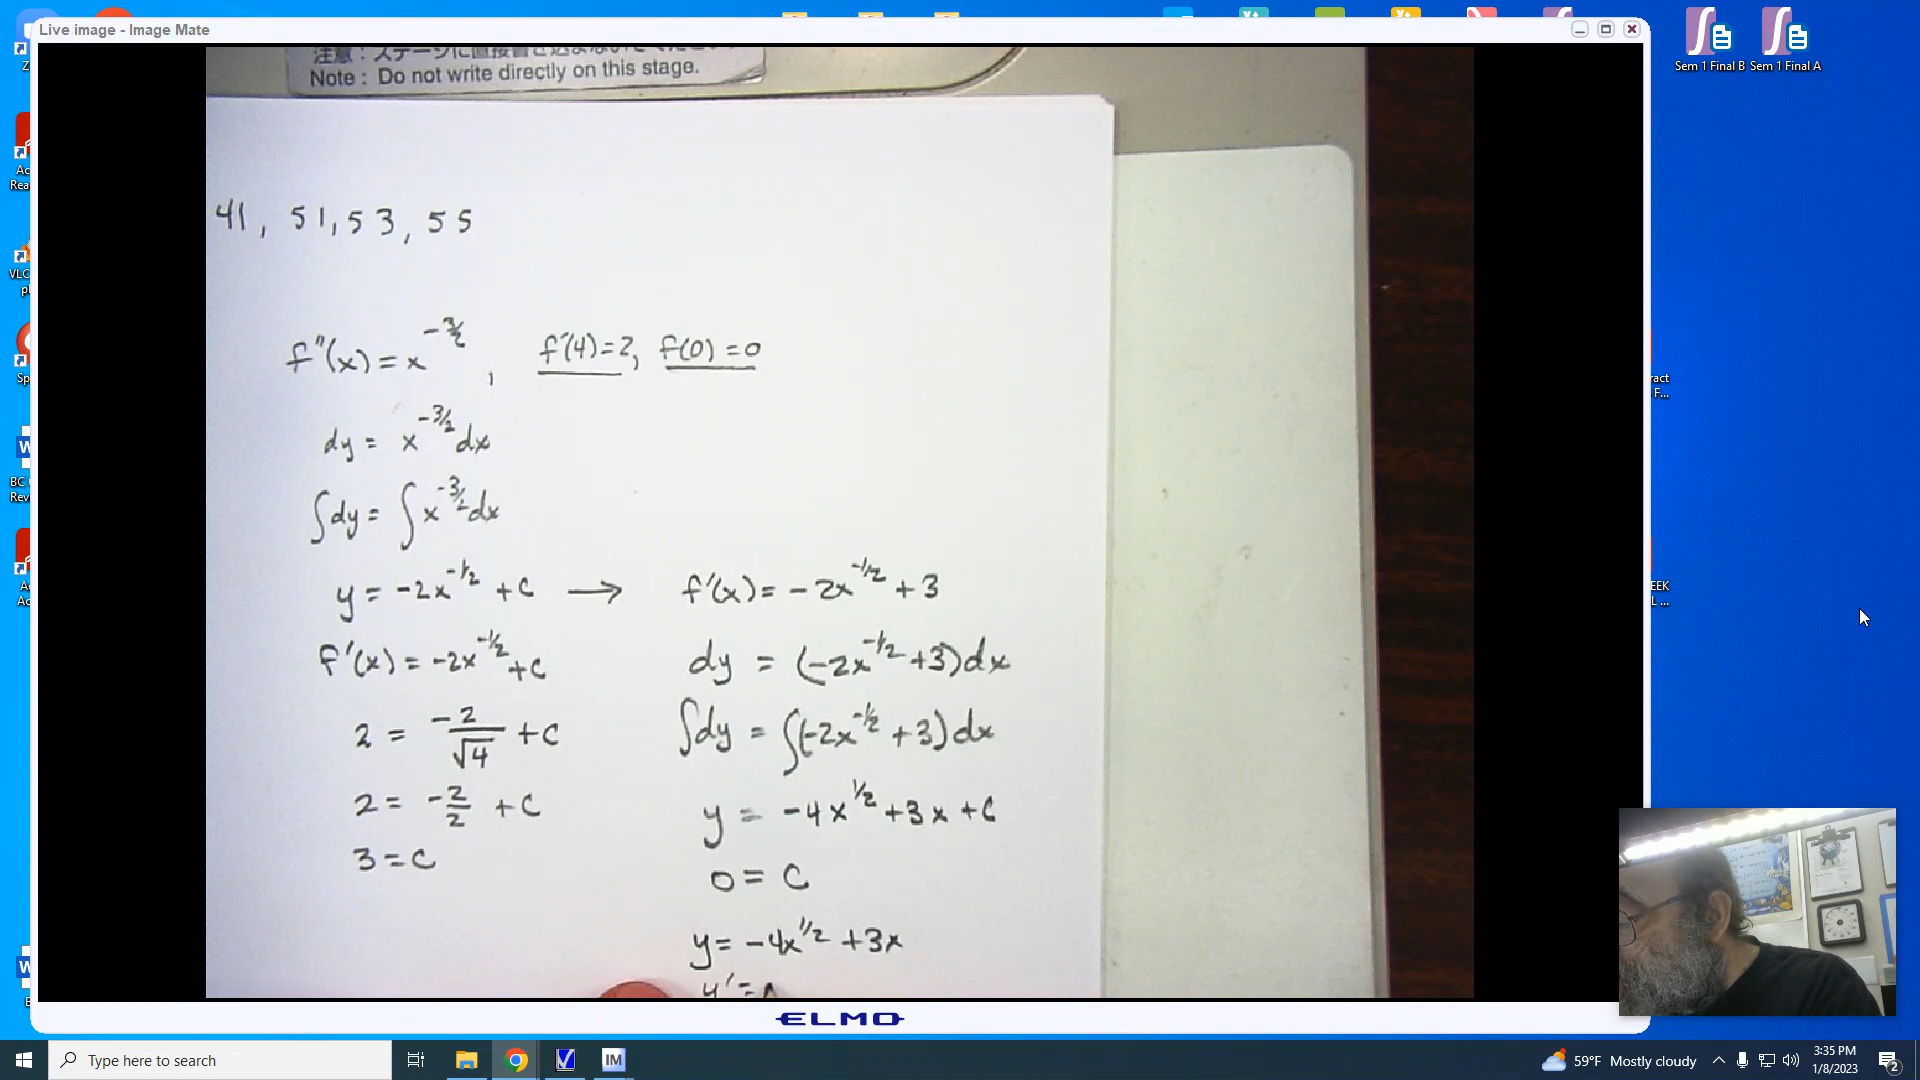 Live image - Image Mate
Sem 1 Final B
Sem 1 Final A
Note : Do not write directly on this stage.
41, 51, 53, 55
f''(x) = x^{-3/2}, f'(4)=2, f(0)=0
dy = x^{-3/2} dx
∫dy = ∫x^{-3/2} dx
y = -2x^{-1/2} + C → f'(x) = -2x^{-1/2} + 3
f'(x) = -2x^{-1/2} + C
dy = (-2x^{-1/2} + 3)dx
2 = -2/√4 + C
∫dy = ∫(-2x^{-1/2} + 3)dx
2 = -2/2 + C
y = -4x^{1/2} + 3x + C
3 = C
0 = C
y = -4x^{1/2} + 3x
ELMO
Type here to search
IM
59°F Mostly cloudy
3:35 PM
1/8/2023
2